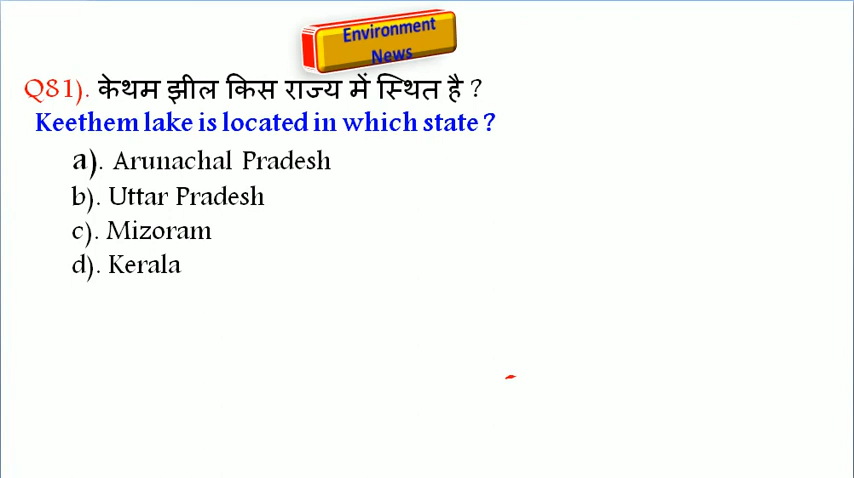 Environment
News
Q81). केथम झील किस राज्य में स्थित है ?
Keethem lake is located in which state ?
a). Arunachal Pradesh
b). Uttar Pradesh
c). Mizoram
d). Kerala